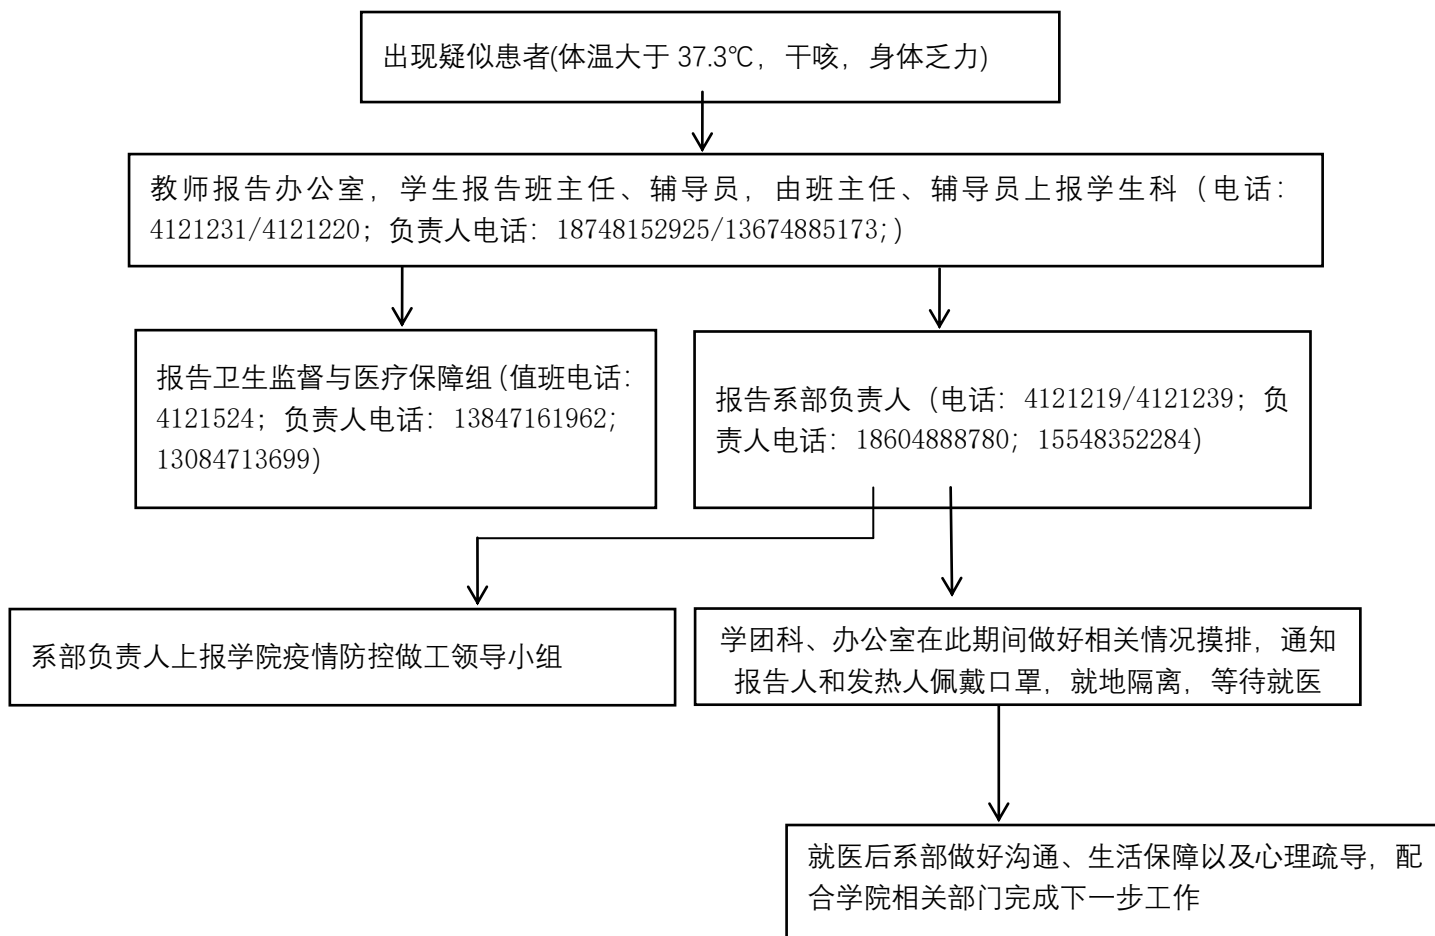 出现疑似患者(体温大于 37.3℃，干咳，身体乏力)
教师报告办公室，学生报告班主任、辅导员，由班主任、辅导员上报学生科（电话：
4121231/4121220；负责人电话：18748152925/13674885173;）
报告卫生监督与医疗保障组（值班电话：
4121524；负责人电话：13847161962；
13084713699）
报告系部负责人（电话：4121219/4121239；负
责人电话：18604888780；15548352284）
系部负责人上报学院疫情防控做工领导小组
学团科、办公室在此期间做好相关情况摸排，通知
报告人和发热人佩戴口罩，就地隔离，等待就医
就医后系部做好沟通、生活保障以及心理疏导，配
合学院相关部门完成下一步工作